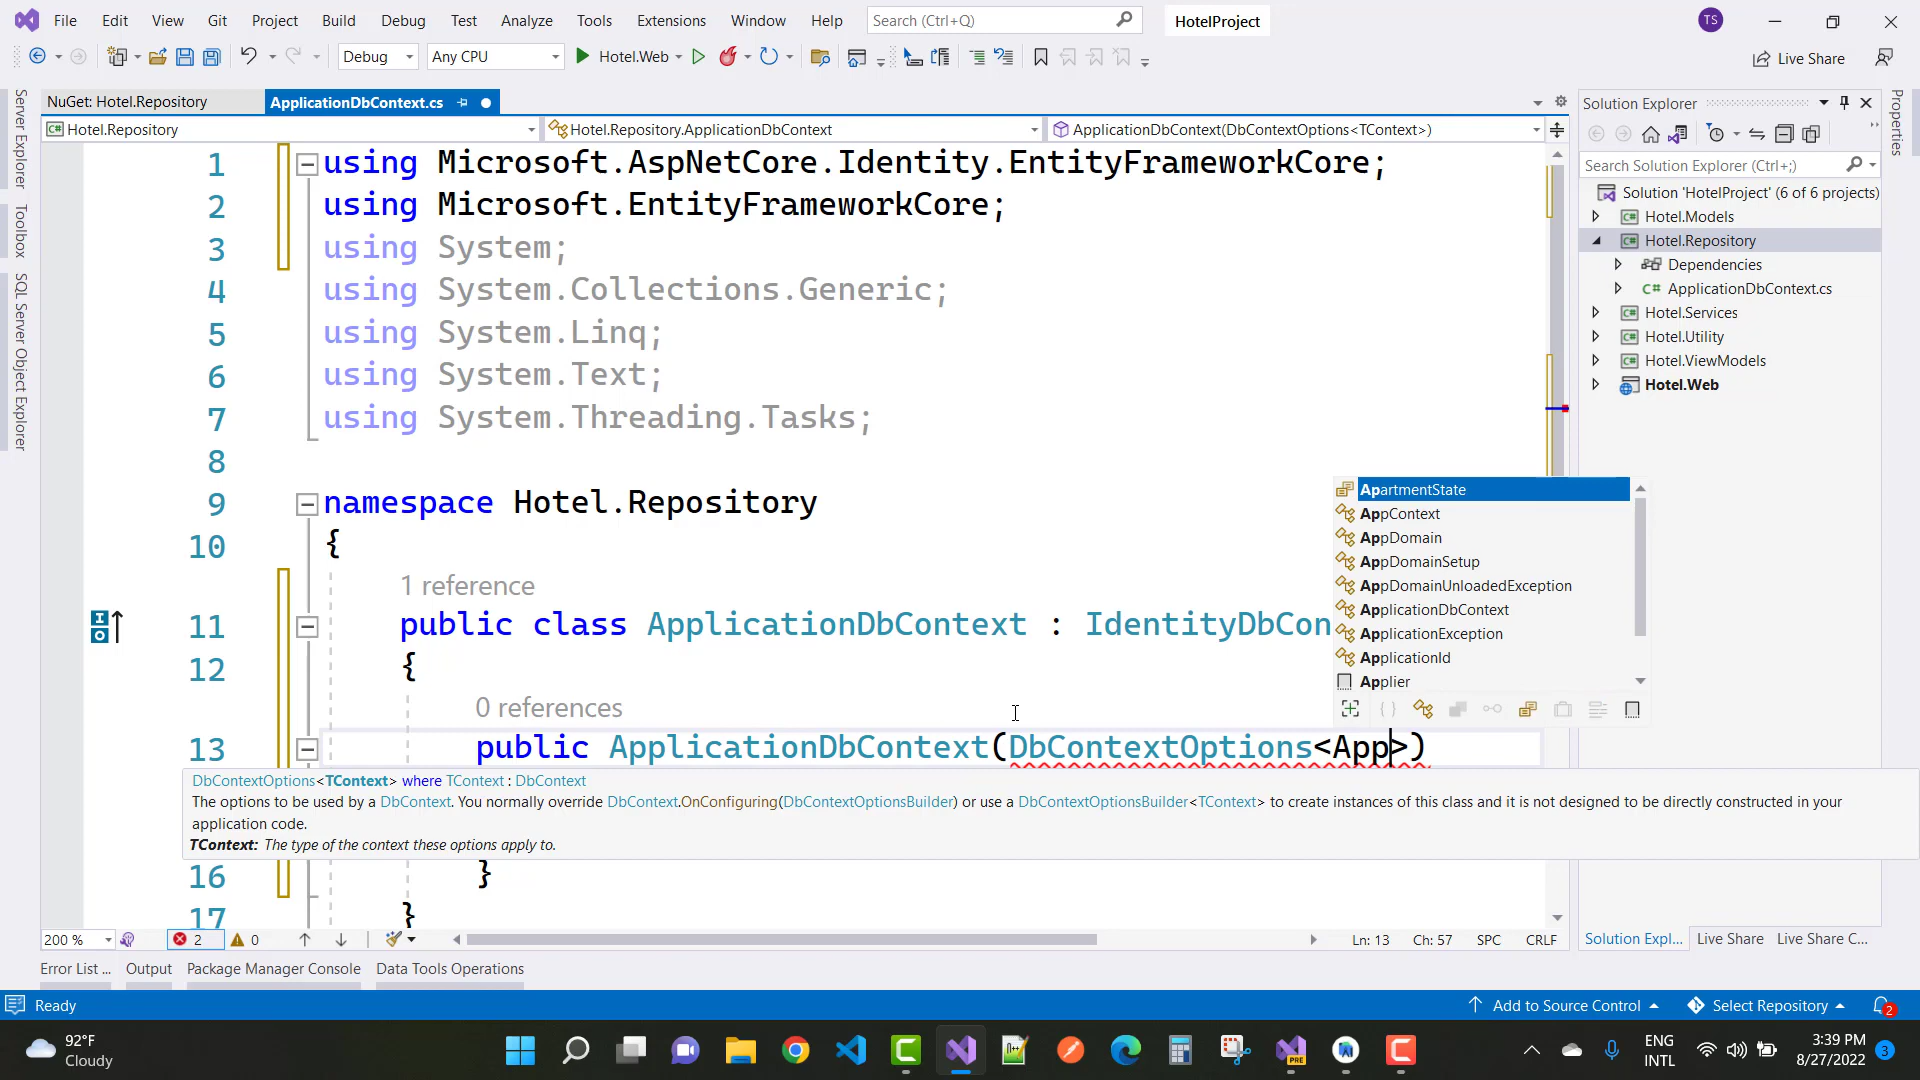 File Edit View Git Project Build Debug Test Analyze Tools Extensions Window Help Search (Ctrl+Q) HotelProject TS
Debug Any CPU Hotel.Web Live Share
NuGet: Hotel.Repository ApplicationDbContext.cs
Hotel.Repository Hotel.Repository.ApplicationDbContext ApplicationDbContext(DbContextOptions<TContext>)
Server Explorer
Toolbox
SQL Server Object Explorer
1 using Microsoft.AspNetCore.Identity.EntityFrameworkCore;
2 using Microsoft.EntityFrameworkCore;
3 using System;
4 using System.Collections.Generic;
5 using System.Linq;
6 using System.Text;
7 using System.Threading.Tasks;
8
9 namespace Hotel.Repository
10 {
1 reference
11 public class ApplicationDbContext : IdentityDbCon
12 {
0 references
13 public ApplicationDbContext(DbContextOptions<App>)
ApartmentState
AppContext
AppDomain
AppDomainSetup
AppDomainUnloadedException
ApplicationDbContext
ApplicationException
ApplicationId
Applier
DbContextOptions<TContext> where TContext : DbContext
The options to be used by a DbContext. You normally override DbContext.OnConfiguring(DbContextOptionsBuilder) or use a DbContextOptionsBuilder<TContext> to create instances of this class and it is not designed to be directly constructed in your
application code.
TContext: The type of the context these options apply to.
16 }
17 }
200 % 2 0 Ln: 13 Ch: 57 SPC CRLF
Solution Explorer
Search Solution Explorer (Ctrl+;)
Solution 'HotelProject' (6 of 6 projects)
Hotel.Models
Hotel.Repository
Dependencies
C# ApplicationDbContext.cs
Hotel.Services
Hotel.Utility
Hotel.ViewModels
Hotel.Web
Solution Expl... Live Share Live Share C...
Properties
Error List ... Output Package Manager Console Data Tools Operations
Ready Add to Source Control Select Repository 2
92°F
Cloudy
PRE
ENG
INTL
3:39 PM
8/27/2022
3